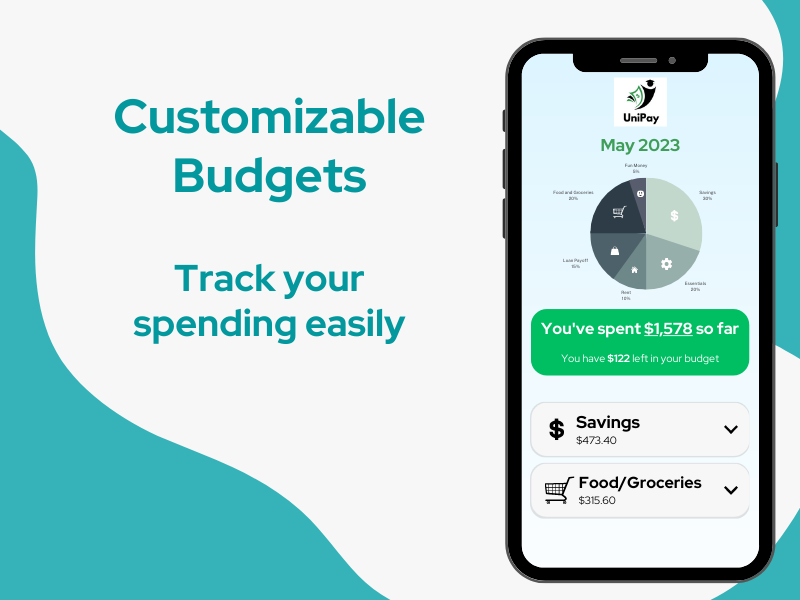 Customizable
Budgets
Track your
spending easily
UniPay
May 2023
Fun Money
5%
Food and Groceries
20%
Savings
30%
Loan Payoff
15%
Essentials
20%
Rent
10%
You've spent $1,578 so far
You have $122 left in your budget
$ Savings
$473.40
Food/Groceries
$315.60